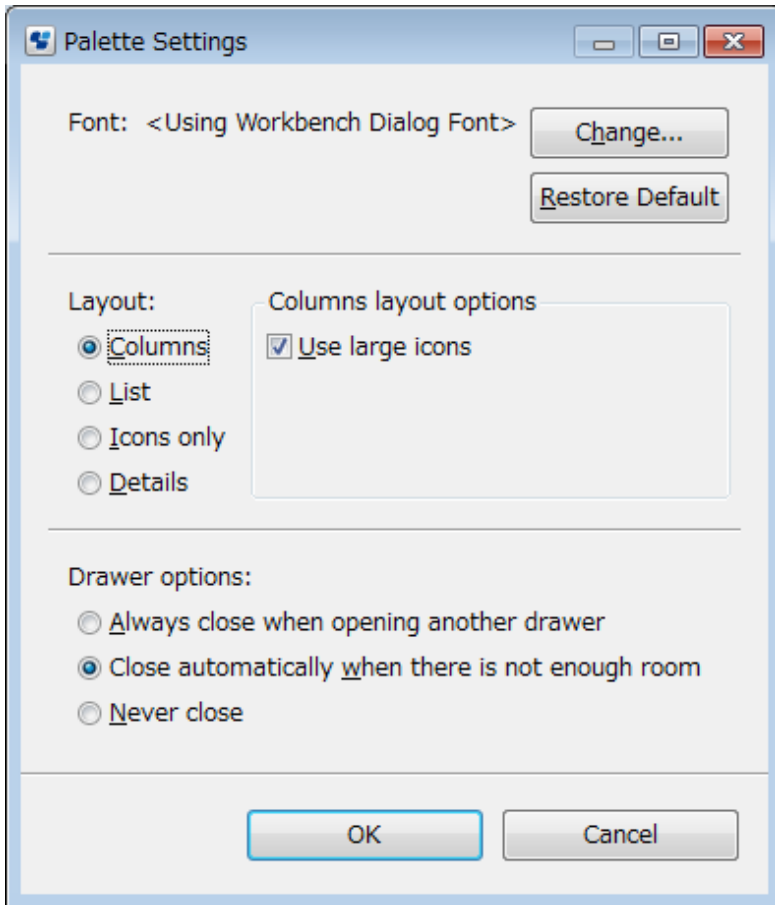 Palette Settings
Font: <Using Workbench Dialog Font>
Change...
Restore Default
Layout:
Columns
List
Icons only
Details
Columns layout options
Use large icons
Drawer options:
Always close when opening another drawer
Close automatically when there is not enough room
Never close
OK
Cancel